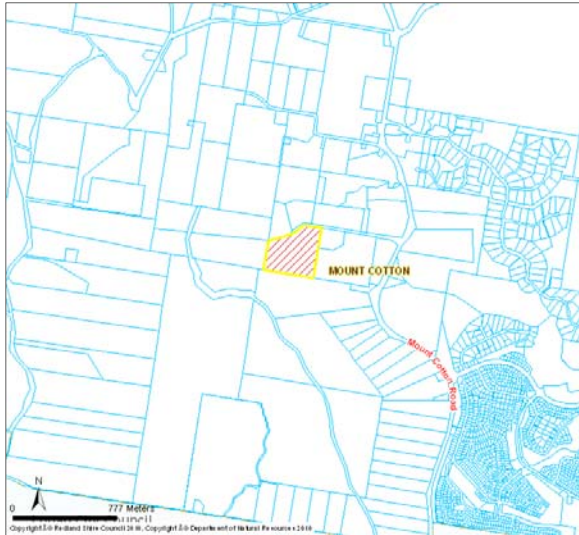 MOUNT COTTON
Mount Cotton Road
N
0 777 Meters
Copyright Â© Redland Shire Council 2010, Copyright Â© Department of Natural Resources 2010